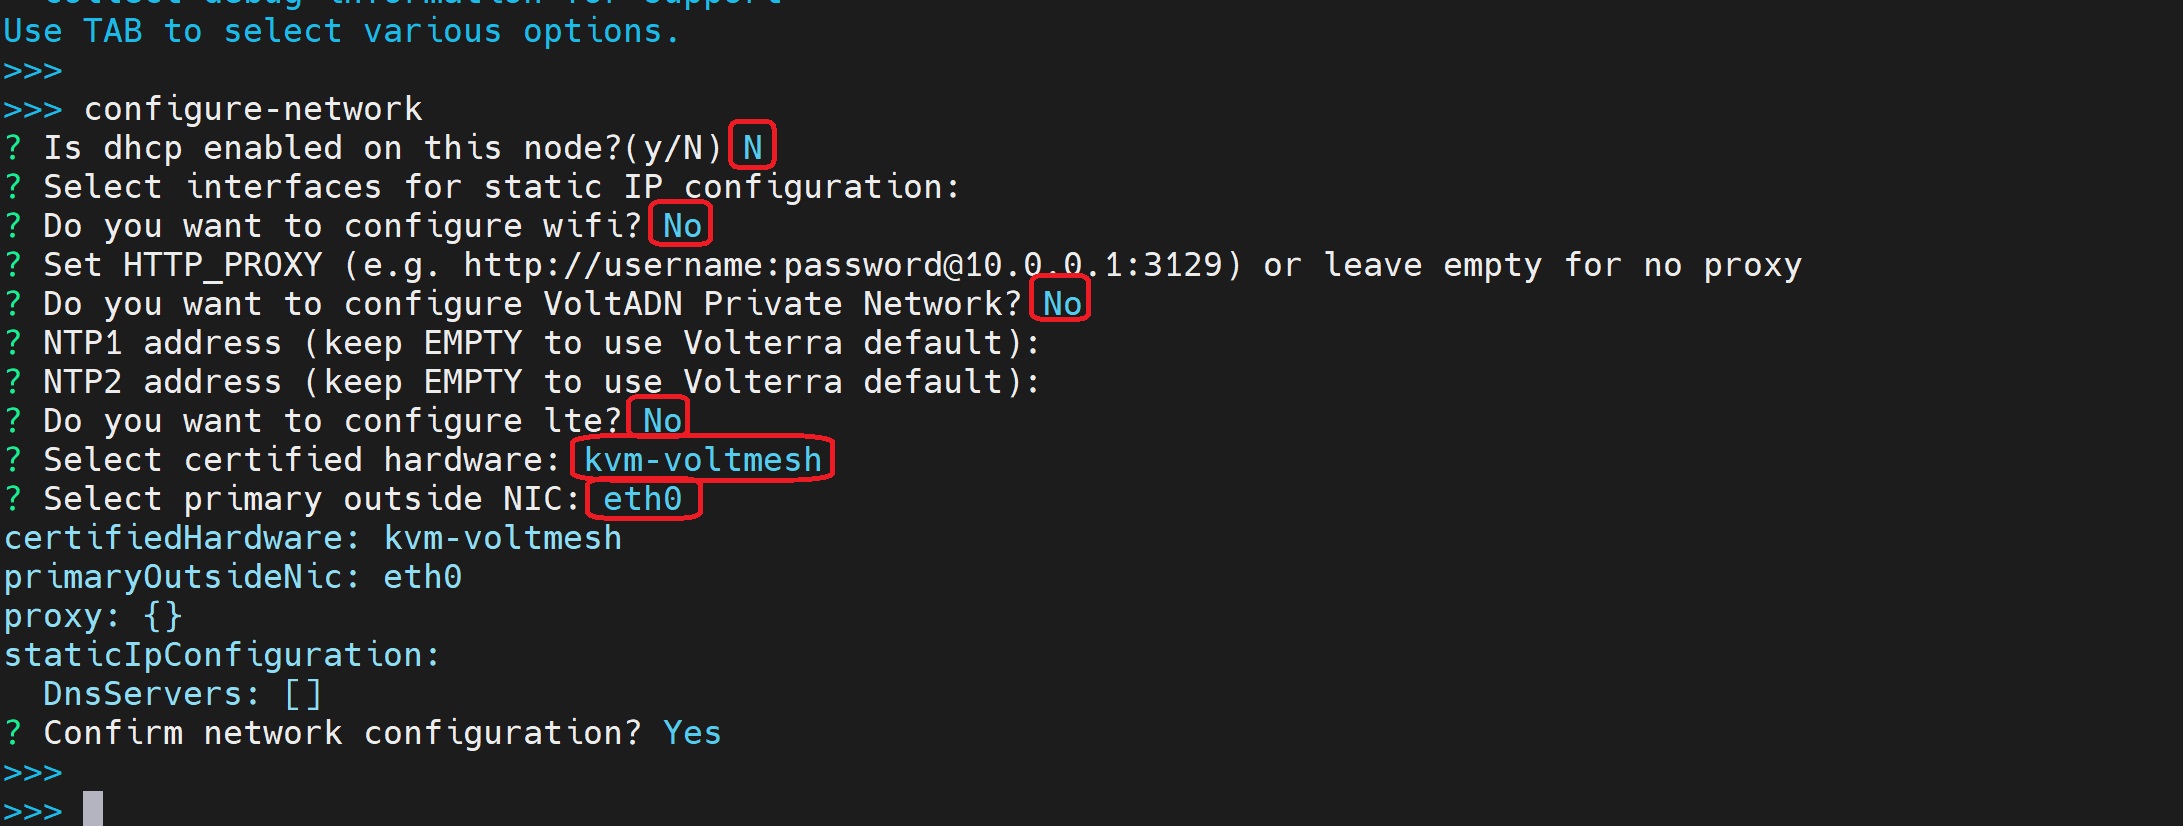 collect debug information for support
Use TAB to select various options.
>>>
>>> configure-network
? Is dhcp enabled on this node?(y/N) N
? Select interfaces for static IP configuration:
? Do you want to configure wifi? No
? Set HTTP_PROXY (e.g. http://username:password@10.0.0.1:3129) or leave empty for no proxy
? Do you want to configure VoltADN Private Network? No
? NTP1 address (keep EMPTY to use Volterra default):
? NTP2 address (keep EMPTY to use Volterra default):
? Do you want to configure lte? No
? Select certified hardware: kvm-voltmesh
? Select primary outside NIC: eth0
certifiedHardware: kvm-voltmesh
primaryOutsideNic: eth0
proxy: {}
staticIpConfiguration:
  DnsServers: []
? Confirm network configuration? Yes
>>>
>>>